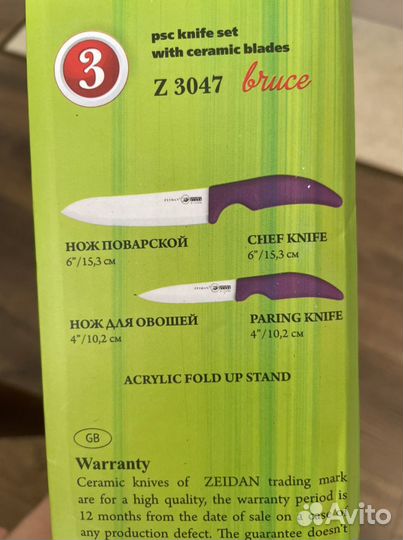 psc knife set
with ceramic blades
3
Z 3047 bruce
НОЖ ПОВАРСКОЙ
6"/15,3 см
CHEF KNIFE
6"/15,3 см
НОЖ ДЛЯ ОВОЩЕЙ
4"/10,2 см
PARING KNIFE
4"/10,2 см
ACRYLIC FOLD UP STAND
GB
Warranty
Ceramic knives of ZEIDAN trading mark
are for a high quality, the warranty period is
12 months from the date of sale on a case of
any production defect. The guarantee doesn't
Avito